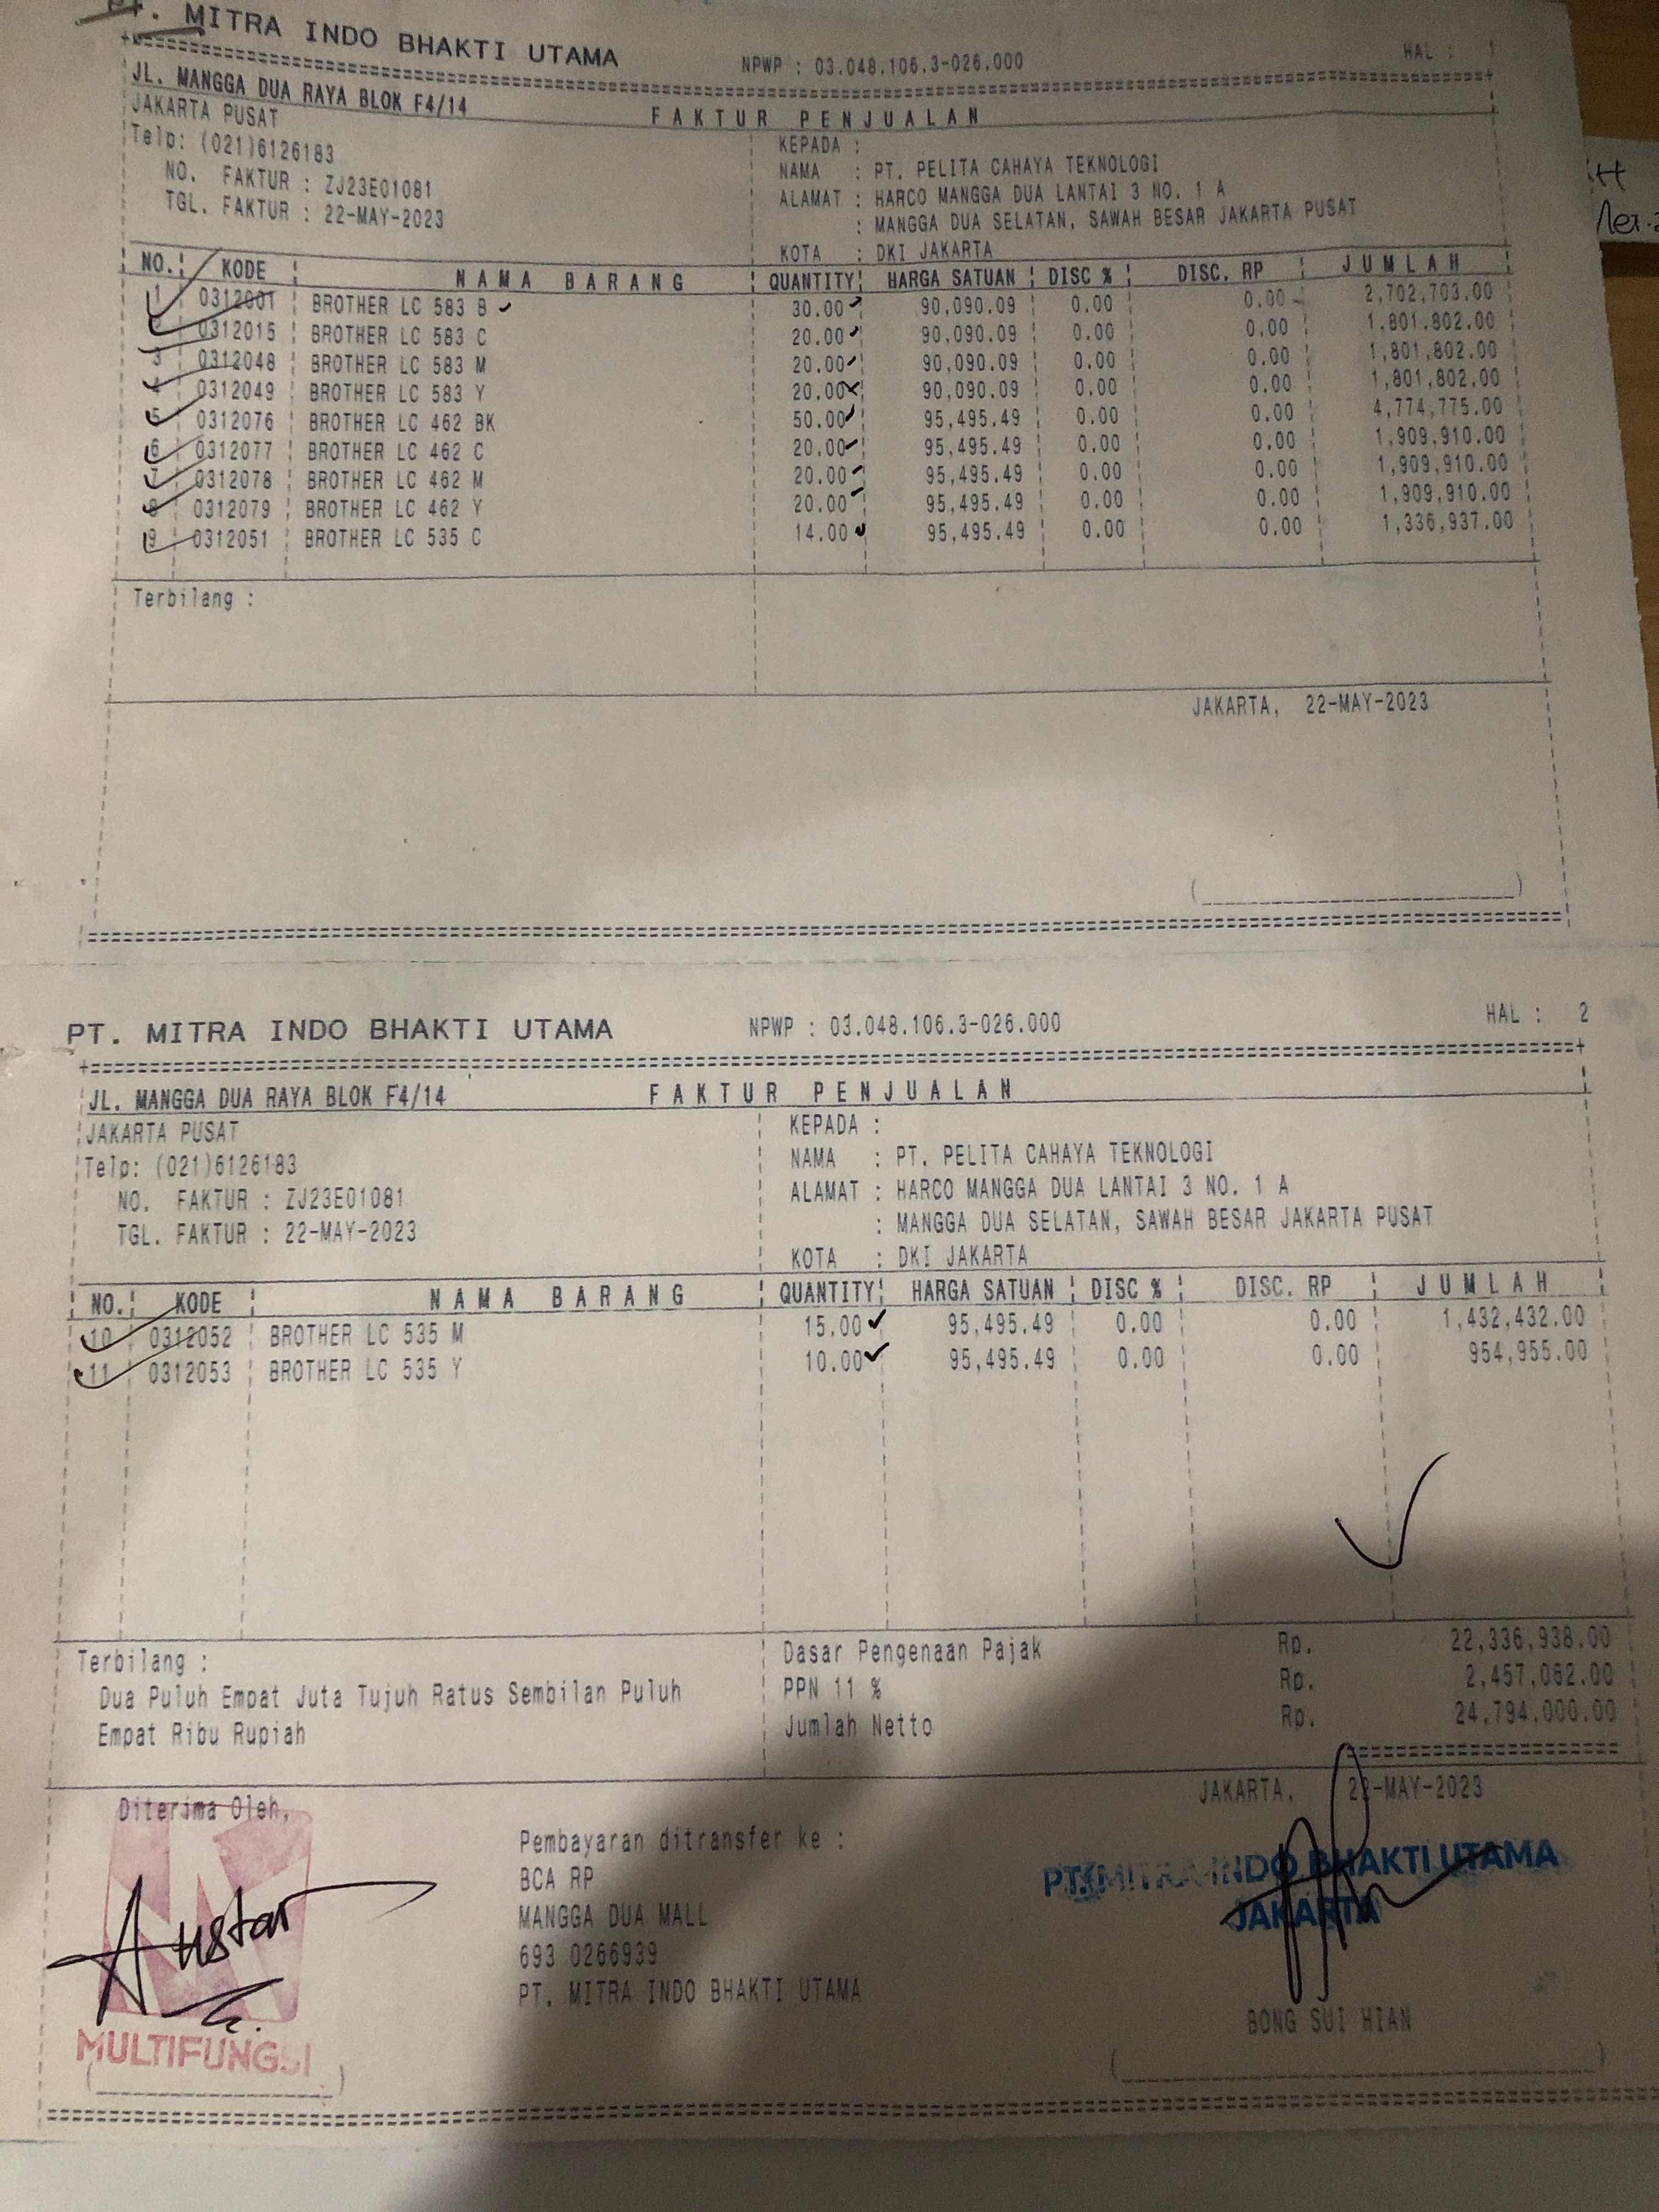 PT. MITRA INDO BHAKTI UTAMA NPWP : 03.048.106.3-026.000 HAL : 1
JL. MANGGA DUA RAYA BLOK F4/14 FAKTUR PENJUALAN
JAKARTA PUSAT KEPADA :
Telp: (021)6126183 NAMA : PT. PELITA CAHAYA TEKNOLOGI
NO. FAKTUR : ZJ23E01081 ALAMAT : HARCO MANGGA DUA LANTAI 3 NO. 1 A
TGL. FAKTUR : 22-MAY-2023 : MANGGA DUA SELATAN, SAWAH BESAR JAKARTA PUSAT
KOTA : DKI JAKARTA
NO. KODE NAMA BARANG QUANTITY HARGA SATUAN DISC % DISC. RP JUMLAH
1 0312001 BROTHER LC 583 B 30.00 90,090.09 0.00 0.00 2,702,703.00
2 0312015 BROTHER LC 583 C 20.00 90,090.09 0.00 0.00 1,801,802.00
3 0312048 BROTHER LC 583 M 20.00 90,090.09 0.00 0.00 1,801,802.00
4 0312049 BROTHER LC 583 Y 20.00 90,090.09 0.00 0.00 1,801,802.00
5 0312076 BROTHER LC 462 BK 50.00 95,495.49 0.00 0.00 4,774,775.00
6 0312077 BROTHER LC 462 C 20.00 95,495.49 0.00 0.00 1,909,910.00
7 0312078 BROTHER LC 462 M 20.00 95,495.49 0.00 0.00 1,909,910.00
8 0312079 BROTHER LC 462 Y 20.00 95,495.49 0.00 0.00 1,909,910.00
9 0312051 BROTHER LC 535 C 14.00 95,495.49 0.00 0.00 1,336,937.00
Terbilang :
JAKARTA, 22-MAY-2023
PT. MITRA INDO BHAKTI UTAMA NPWP : 03.048.106.3-026.000 HAL : 2
JL. MANGGA DUA RAYA BLOK F4/14 FAKTUR PENJUALAN
JAKARTA PUSAT KEPADA :
Telp: (021)6126183 NAMA : PT. PELITA CAHAYA TEKNOLOGI
NO. FAKTUR : ZJ23E01081 ALAMAT : HARCO MANGGA DUA LANTAI 3 NO. 1 A
TGL. FAKTUR : 22-MAY-2023 : MANGGA DUA SELATAN, SAWAH BESAR JAKARTA PUSAT
KOTA : DKI JAKARTA
NO. KODE NAMA BARANG QUANTITY HARGA SATUAN DISC % DISC. RP JUMLAH
10 0312052 BROTHER LC 535 M 15.00 95,495.49 0.00 0.00 1,432,432.00
11 0312053 BROTHER LC 535 Y 10.00 95,495.49 0.00 0.00 954,955.00
Terbilang : Dasar Pengenaan Pajak Rp. 22,336,938.00
Dua Puluh Empat Juta Tujuh Ratus Sembilan Puluh PPN 11 % Rp. 2,457,062.00
Empat Ribu Rupiah Jumlah Netto Rp. 24,794,000.00
Diterima Oleh, JAKARTA, 22-MAY-2023
Pembayaran ditransfer ke :
BCA RP PT. MITRA INDO BHAKTI UTAMA
MANGGA DUA MALL JAKARTA
693 0266939
PT. MITRA INDO BHAKTI UTAMA
BONG SUI HIAN
MULTIFUNGSI